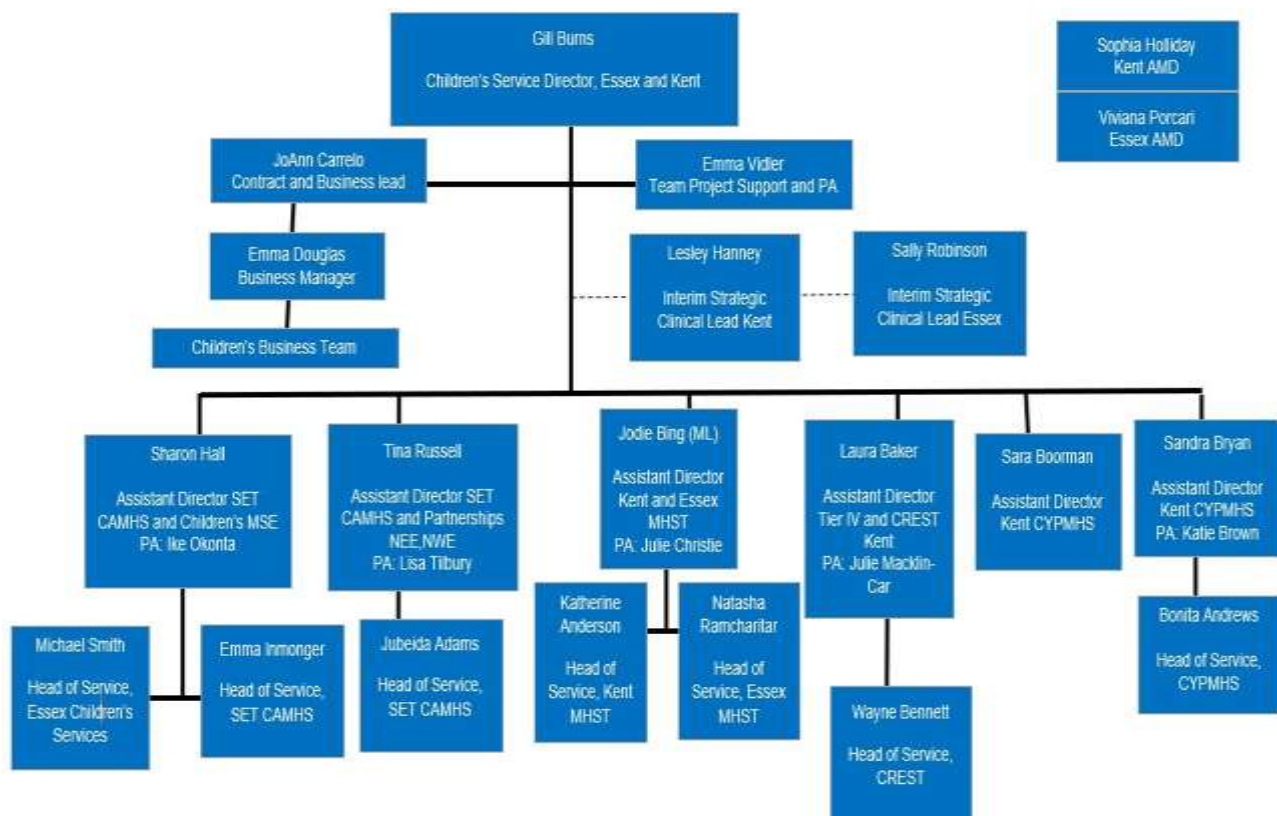 Gill Burns
Children's Service Director, Essex and Kent
Sophia Holliday
Kent AMD
Viviana Porcari
Essex AMD
JoAnn Carrelo
Contract and Business lead
Emma Vidler
Team Project Support and PA
Emma Douglas
Business Manager
Lesley Hanney
Interim Strategic
Clinical Lead Kent
Sally Robinson
Interim Strategic
Clinical Lead Essex
Children's Business Team
Sharon Hall
Assistant Director SET
CAMHS and Children's MSE
PA: Ike Okonta
Tina Russell
Assistant Director SET
CAMHS and Partnerships
NEE,NWE
PA: Lisa Tilbury
Jodie Bing (ML)
Assistant Director
Kent and Essex
MHST
PA: Julie Christie
Laura Baker
Assistant Director
Tier IV and CREST
Kent
PA: Julie Macklin-
Car
Sara Boorman
Assistant Director
Kent CYPMHS
Sandra Bryan
Assistant Director
Kent CYPMHS
PA: Katie Brown
Michael Smith
Head of Service,
Essex Children's
Services
Emma Inmonger
Head of Service,
SET CAMHS
Jubeida Adams
Head of Service,
SET CAMHS
Katherine
Anderson
Head of
Service, Kent
MHST
Natasha
Ramcharitar
Head of
Service, Essex
MHST
Wayne Bennett
Head of Service,
CREST
Bonita Andrews
Head of Service,
CYPMHS